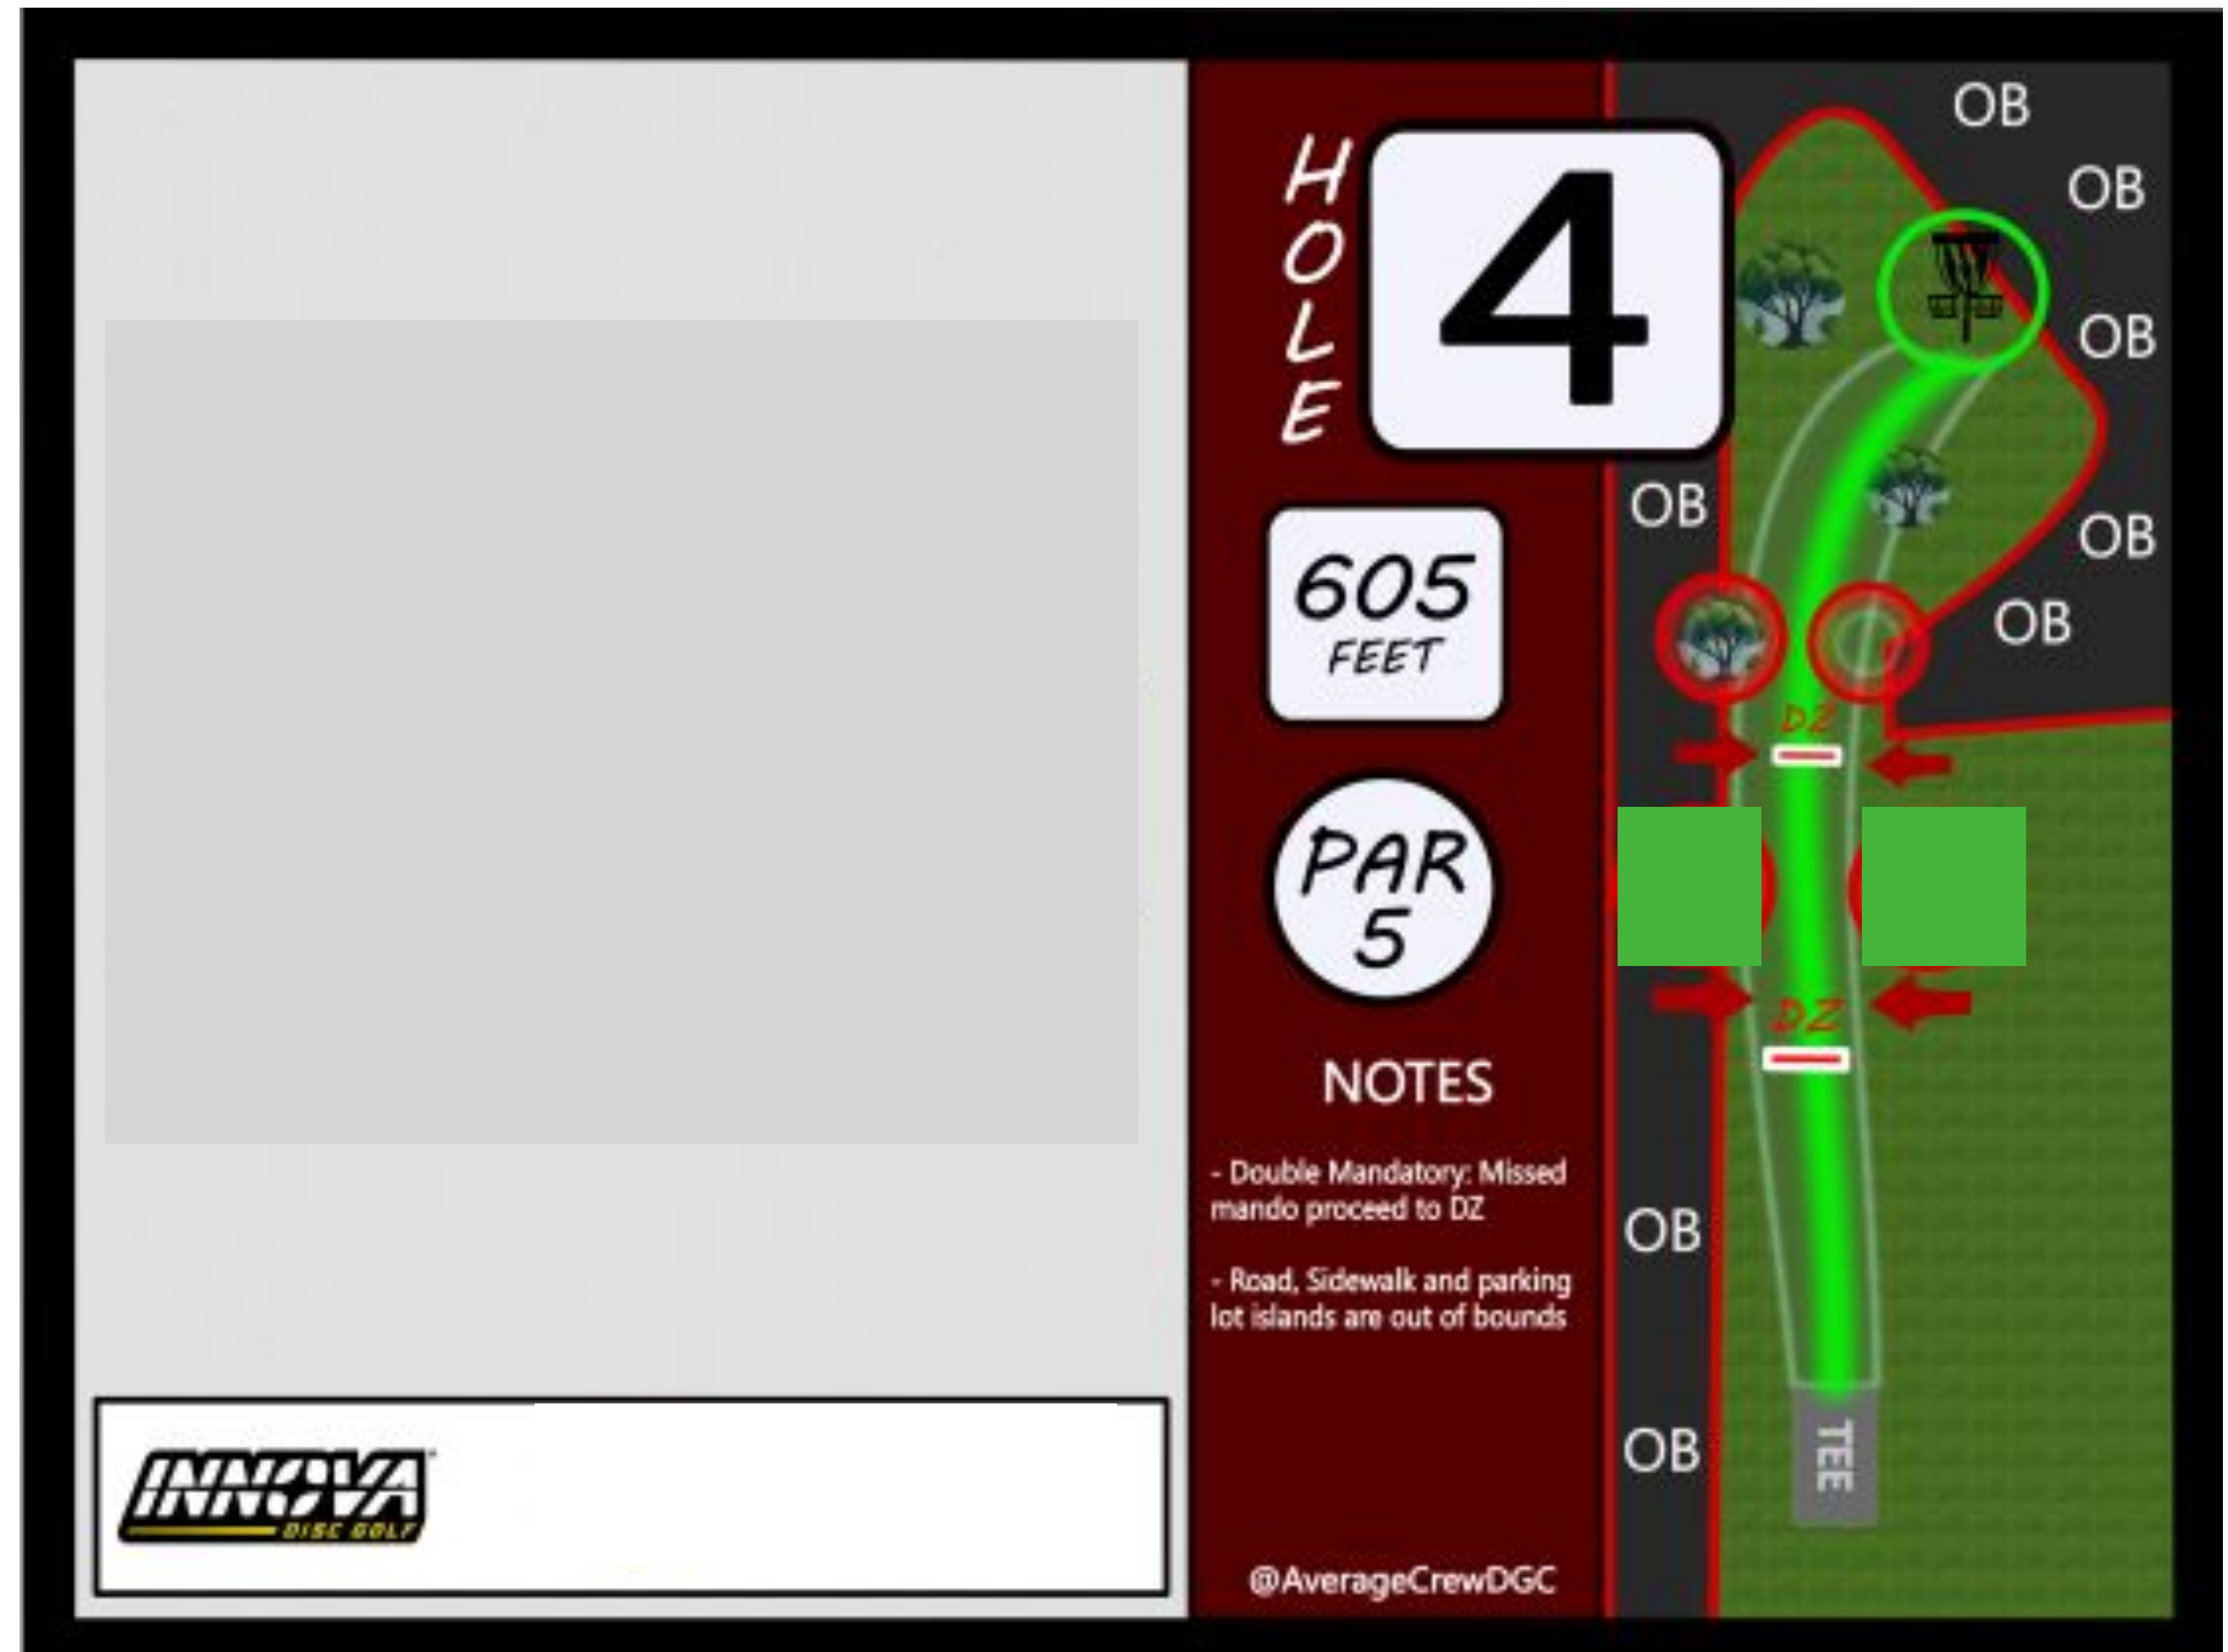 HOLE
4
605
FEET
PAR
5
NOTES
- Double Mandatory: Missed
mando proceed to DZ
- Road, Sidewalk and parking
lot islands are out of bounds
@AverageCrewDGC
INNOVA
DISC GOLF
OB
OB
OB
OB
OB
OB
DZ
DZ
OB
OB
TEE